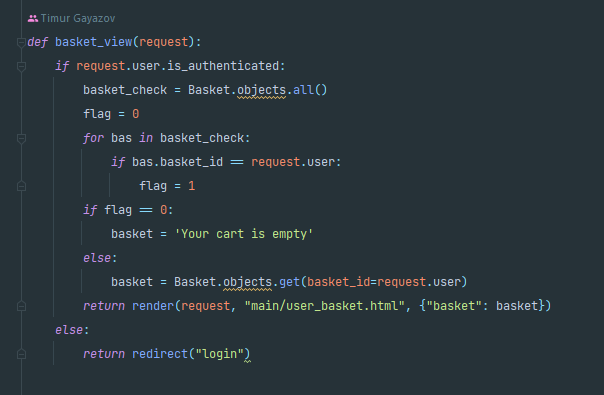 Timur Gayazov
def basket_view(request):
    if request.user.is_authenticated:
        basket_check = Basket.objects.all()
        flag = 0
        for bas in basket_check:
            if bas.basket_id == request.user:
                flag = 1
        if flag == 0:
            basket = 'Your cart is empty'
        else:
            basket = Basket.objects.get(basket_id=request.user)
        return render(request, "main/user_basket.html", {"basket": basket})
    else:
        return redirect("login")